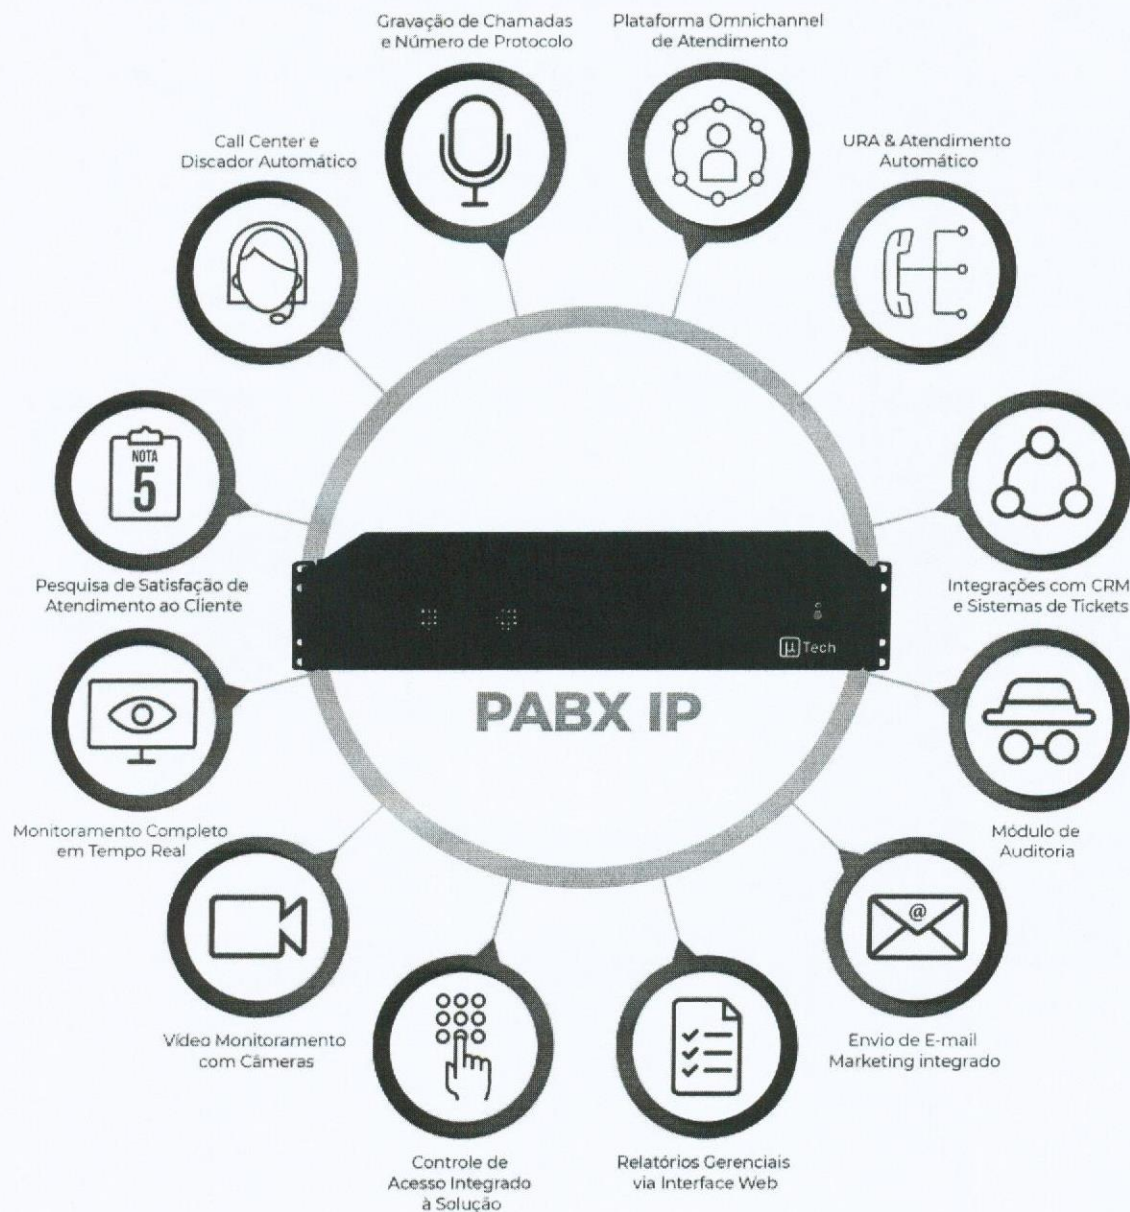 Gravação de Chamadas
e Número de Protocolo
Plataforma Omnichannel
de Atendimento
Call Center e
Discador Automático
URA & Atendimento
Automático
NOTA
5
Pesquisa de Satisfação de
Atendimento ao Cliente
Integrações com CRM
e Sistemas de Tickets
µ Tech
PABX IP
Monitoramento Completo
em Tempo Real
Módulo de
Auditoria
@
Vídeo Monitoramento
com Câmeras
Envio de E-mail
Marketing integrado
Controle de
Acesso Integrado
à Solução
Relatórios Gerenciais
via Interface Web